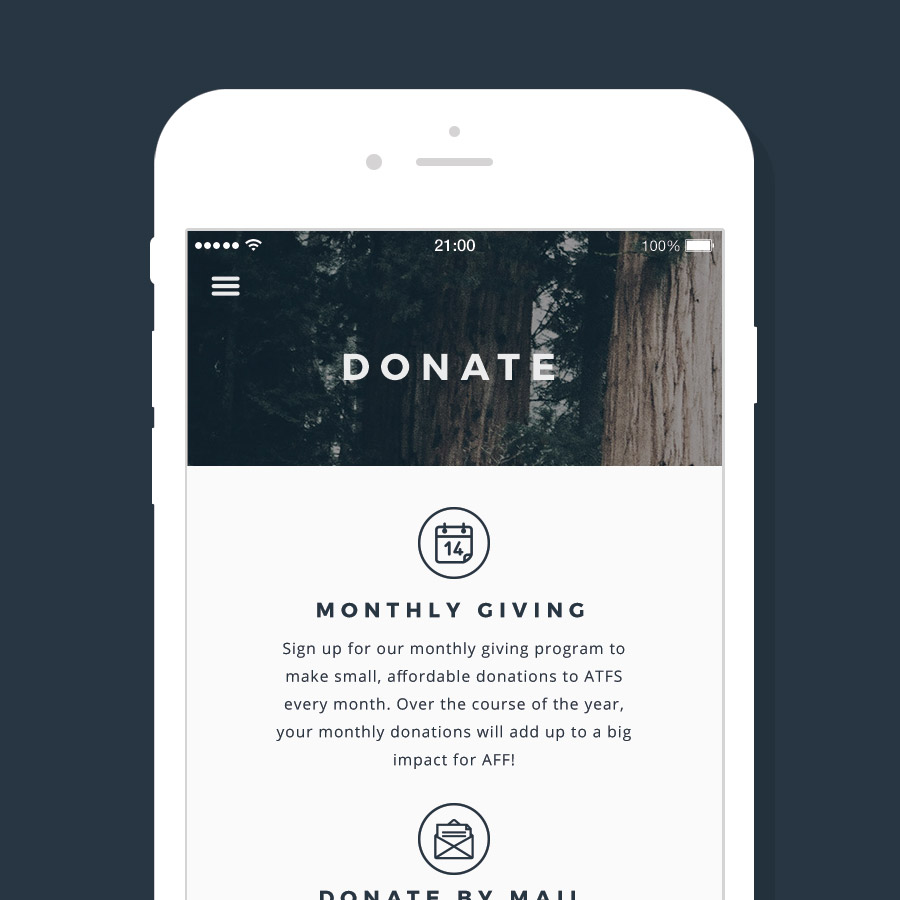 21:00
100%
DONATE
14
MONTHLY GIVING
Sign up for our monthly giving program to
make small, affordable donations to ATFS
every month. Over the course of the year,
your monthly donations will add up to a big
impact for AFF!
DONATE BY MAIL